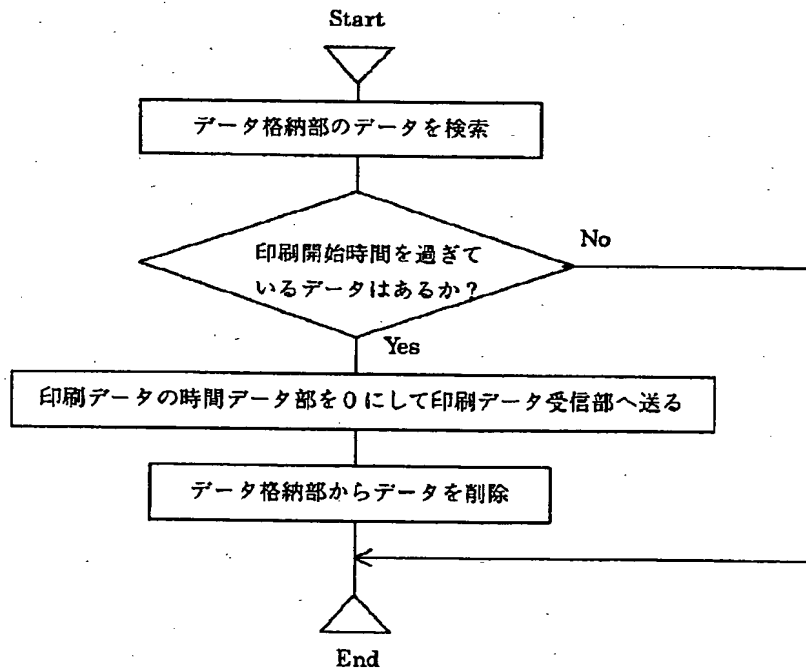 Start
データ格納部のデータを検索
印刷開始時間を過ぎて
いるデータはあるか？
No
Yes
印刷データの時間データ部を０にして印刷データ受信部へ送る
データ格納部からデータを削除
End